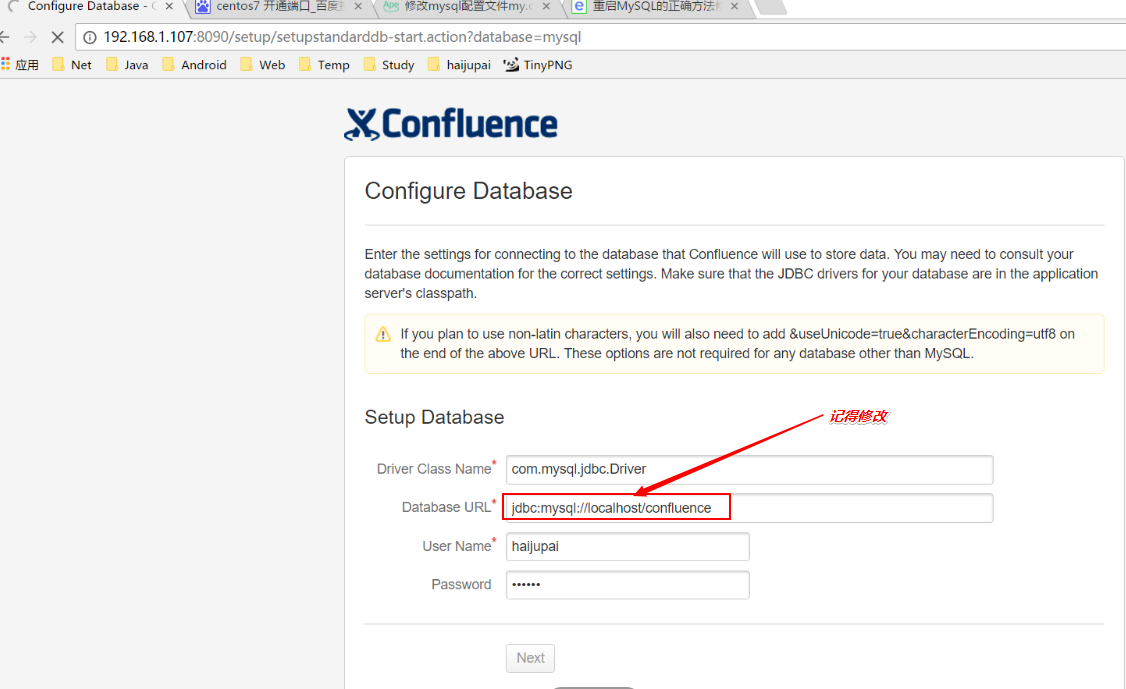 Configure Database -
centos7 开通端口_百度
修改mysql配置文件my.c
重启MySQL的正确方法
192.168.1.107:8090/setup/setupstandarddb-start.action?database=mysql
应用 Net Java Android Web Temp Study haijupai TinyPNG
Confluence
Configure Database
Enter the settings for connecting to the database that Confluence will use to store data. You may need to consult your
database documentation for the correct settings. Make sure that the JDBC drivers for your database are in the application
server's classpath.
If you plan to use non-latin characters, you will also need to add &useUnicode=true&characterEncoding=utf8 on
the end of the above URL. These options are not required for any database other than MySQL.
Setup Database
记得修改
Driver Class Name* com.mysql.jdbc.Driver
Database URL* jdbc:mysql://localhost/confluence
User Name* haijupai
Password ••••••
Next